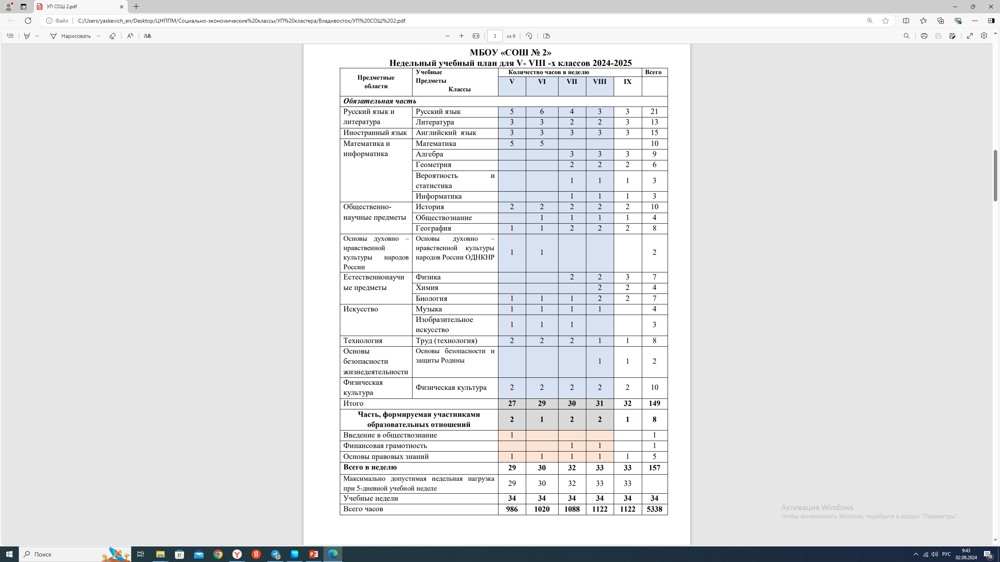 УП СОШ 2.pdf
Файл C:/Users/yaskevich_en/Desktop/ЦНППМ/Социально-экономические%20классы/УП%20кластера/Владивосток/УП%20СОШ%202.pdf
Нарисовать аあ 3 из 9
МБОУ «СОШ № 2»
Недельный учебный план для V- VIII -х классов 2024-2025
Предметные области Учебные Предметы Классы Количество часов в неделю Всего
V VI VII VIII IX
Обязательная часть
Русский язык и литература Русский язык 5 6 4 3 3 21
Литература 3 3 2 2 3 13
Иностранный язык Английский язык 3 3 3 3 3 15
Математика и информатика Математика 5 5 10
Алгебра 3 3 3 9
Геометрия 2 2 2 6
Вероятность и статистика 1 1 1 3
Информатика 1 1 1 3
Общественно-научные предметы История 2 2 2 2 2 10
Обществознание 1 1 1 1 4
География 1 1 2 2 2 8
Основы духовно – нравственной культуры народов России Основы духовно – нравственной культуры народов России ОДНКНР 1 1 2
Естественнонаучные предметы Физика 2 2 3 7
Химия 2 2 4
Биология 1 1 1 2 2 7
Искусство Музыка 1 1 1 1 4
Изобразительное искусство 1 1 1 3
Технология Труд (технология) 2 2 2 1 1 8
Основы безопасности жизнедеятельности Основы безопасности и защиты Родины 1 1 2
Физическая культура Физическая культура 2 2 2 2 2 10
Итого 27 29 30 31 32 149
Часть, формируемая участниками образовательных отношений 2 1 2 2 1 8
Введение в обществознание 1 1
Финансовая грамотность 1 1 1
Основы правовых знаний 1 1 1 1 1 5
Всего в неделю 29 30 32 33 33 157
Максимально допустимая недельная нагрузка при 5-дневной учебной неделе 29 30 32 33 33
Учебные недели 34 34 34 34 34 34
Всего часов 986 1020 1088 1122 1122 5338
Активация Windows
Чтобы активировать Windows, перейдите в раздел "Параметры".
Поиск 12 РУС 9:43
02.09.2024 19